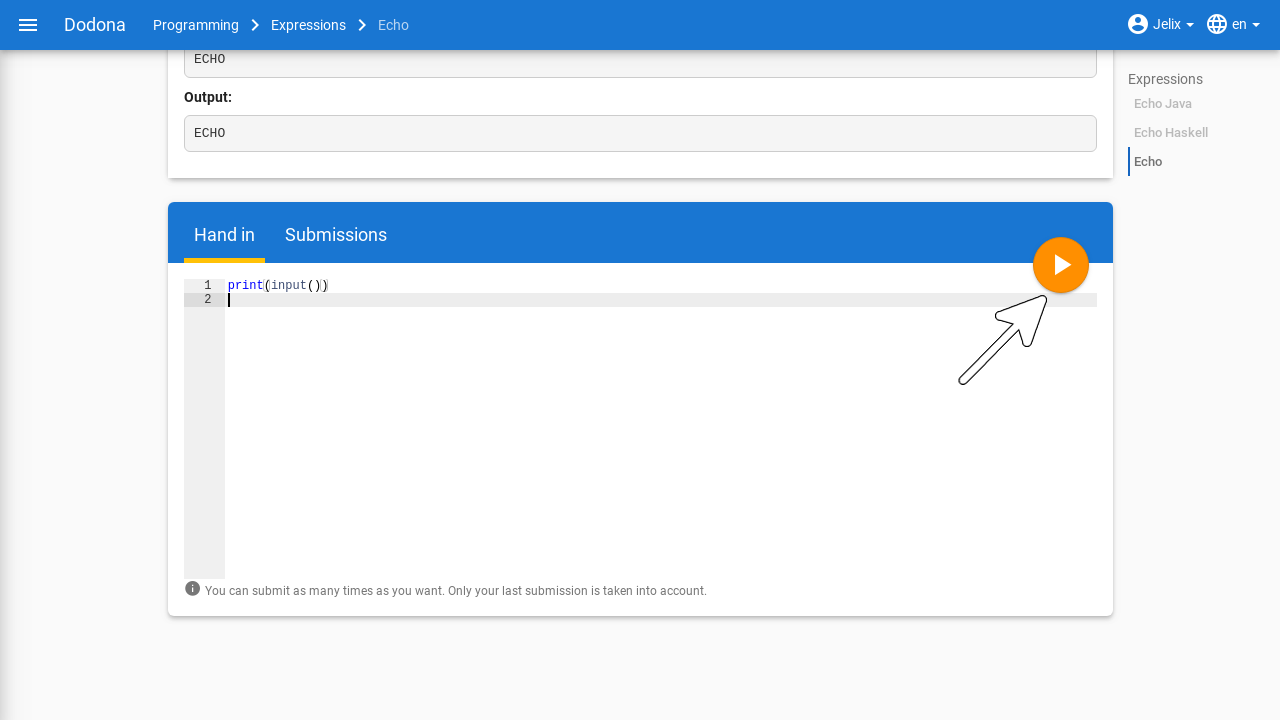 Dodona Programming Expressions Echo Jelix en
ECHO
Output:
ECHO
Expressions
Echo Java
Echo Haskell
Echo
Hand in Submissions
1 print(input())
2
You can submit as many times as you want. Only your last submission is taken into account.